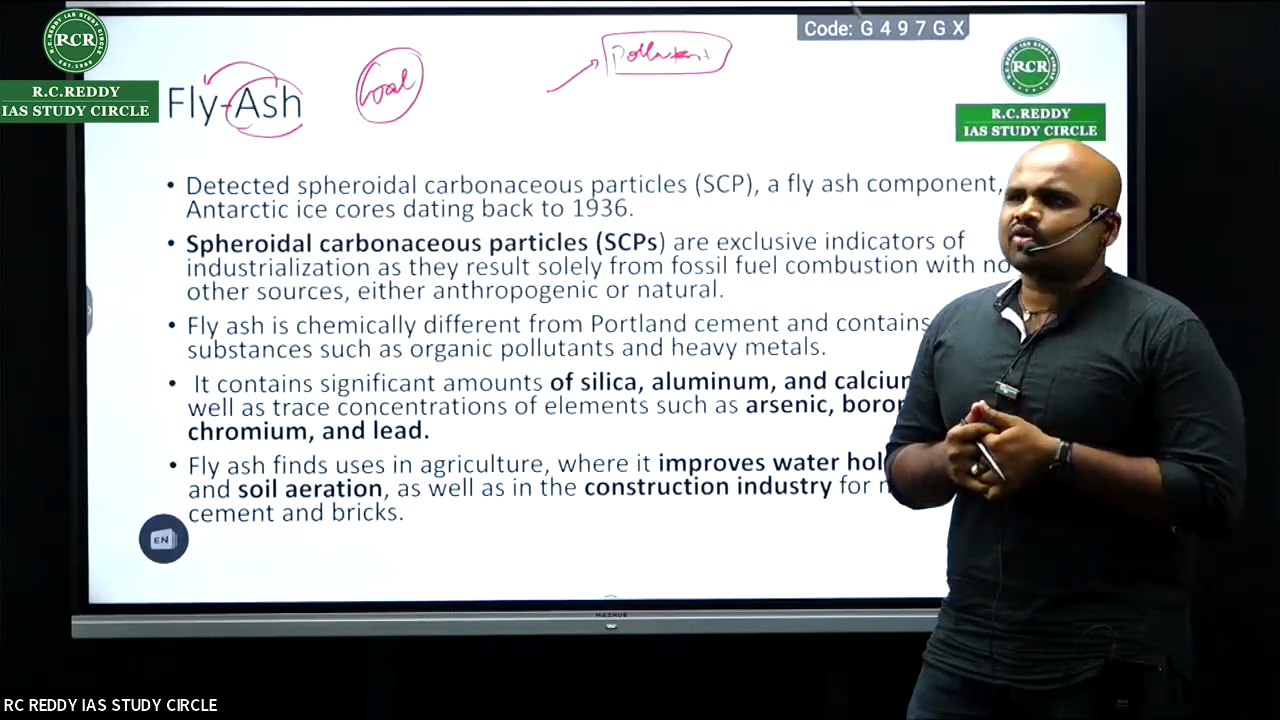 RCR
EST. 1989
R.C.REDDY
IAS STUDY CIRCLE
Code: G 4 9 7 G X
Fly-Ash
Coal
Pollutant
RCR
R.C.REDDY
IAS STUDY CIRCLE
• Detected spheroidal carbonaceous particles (SCP), a fly ash component,
Antarctic ice cores dating back to 1936.
• Spheroidal carbonaceous particles (SCPs) are exclusive indicators of
industrialization as they result solely from fossil fuel combustion with no
other sources, either anthropogenic or natural.
• Fly ash is chemically different from Portland cement and contains
substances such as organic pollutants and heavy metals.
• It contains significant amounts of silica, aluminum, and calcium
well as trace concentrations of elements such as arsenic,
chromium, and lead.
• Fly ash finds uses in agriculture, where it improves water
and soil aeration, as well as in the construction industry for
cement and bricks.
EN
MAXHUB
RC REDDY IAS STUDY CIRCLE